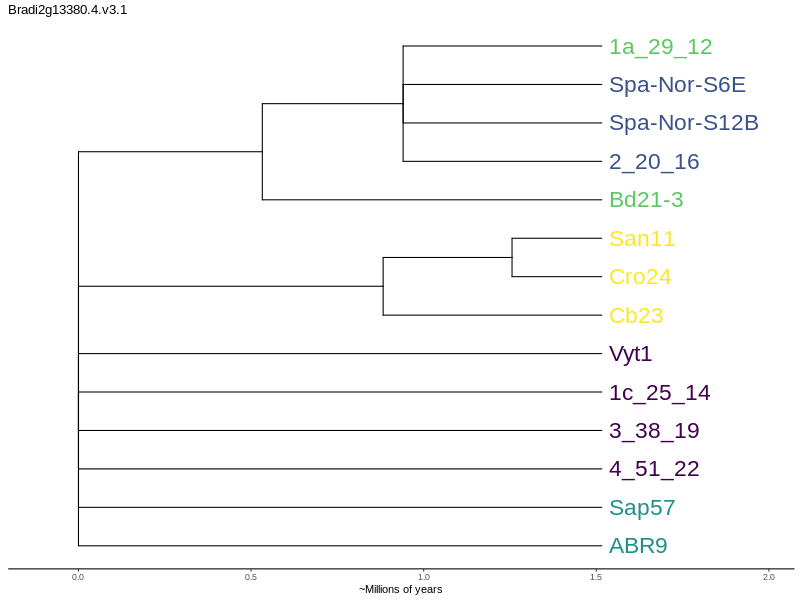 Bradi2g13380.4.v3.1
1a_29_12
Spa-Nor-S6E
Spa-Nor-S12B
2_20_16
Bd21-3
San11
Cro24
Cb23
Vyt1
1c_25_14
3_38_19
4_51_22
Sap57
ABR9
0.0 0.5 1.0 1.5 2.0
~Millions of years